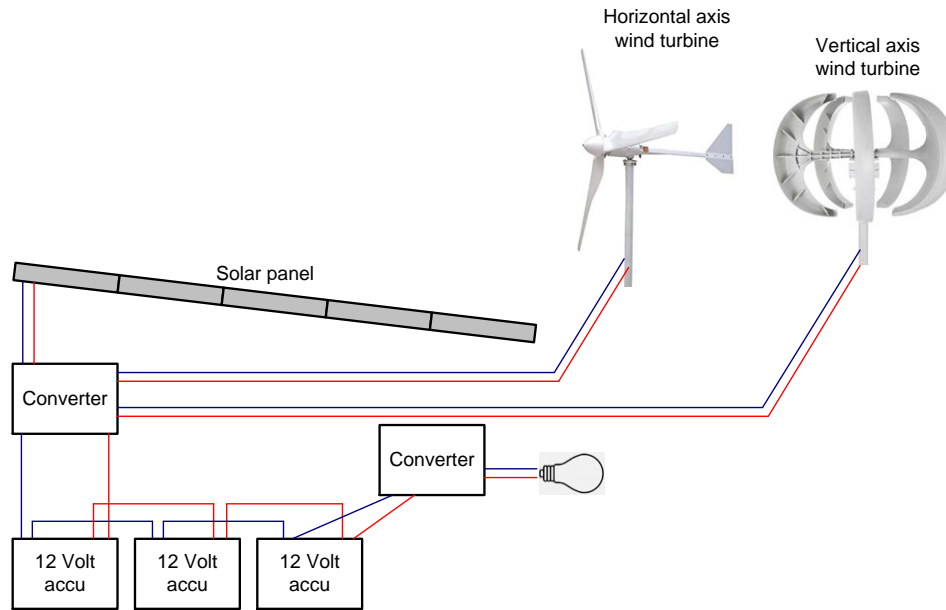 Horizontal axis
wind turbine
Vertical axis
wind turbine
Solar panel
Converter
Converter
12 Volt
accu
12 Volt
accu
12 Volt
accu